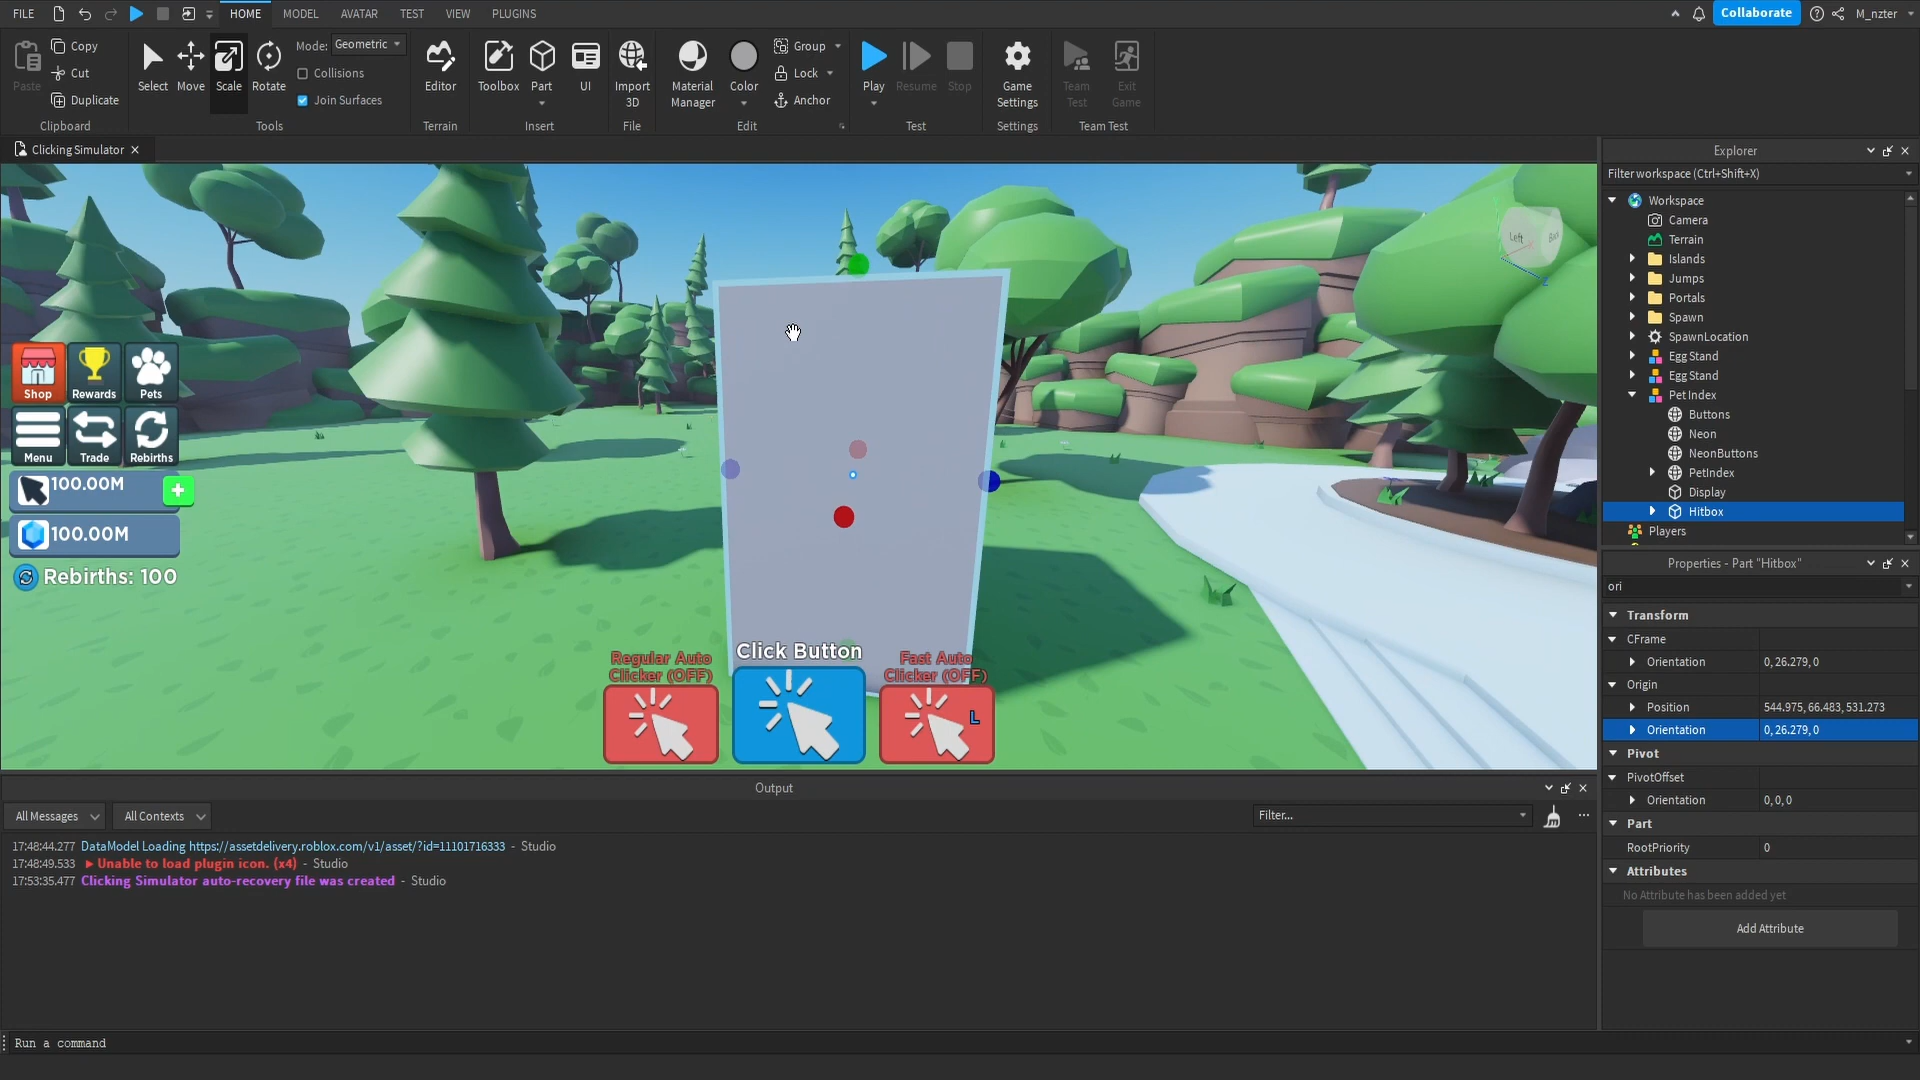 FILE
HOME
MODEL
AVATAR
TEST
VIEW
PLUGINS
Collaborate
M_nzter
Paste
Copy
Cut
Duplicate
Clipboard
Select
Move
Scale
Rotate
Mode: Geometric
Collisions
Join Surfaces
Tools
Editor
Terrain
Toolbox
Part
UI
Insert
Import
3D
File
Material
Manager
Color
Group
Lock
Anchor
Edit
Play
Resume
Stop
Test
Game
Settings
Settings
Team
Test
Exit
Game
Team Test
Clicking Simulator
Left
Back
Shop
Rewards
Pets
Menu
Trade
Rebirths
100.00M
+
100.00M
Rebirths: 100
Regular Auto
Clicker (OFF)
Click Button
Fast Auto
Clicker (OFF)
L
Z
Explorer
Filter workspace (Ctrl+Shift+X)
Workspace
Camera
Terrain
Islands
Jumps
Portals
Spawn
SpawnLocation
Egg Stand
Egg Stand
Pet Index
Buttons
Neon
NeonButtons
PetIndex
Display
Hitbox
Players
Properties - Part "Hitbox"
ori
Transform
CFrame
Orientation 0, 26.279, 0
Origin
Position 544.975, 66.483, 531.273
Orientation 0, 26.279, 0
Pivot
PivotOffset
Orientation 0, 0, 0
Part
RootPriority 0
Attributes
No Attribute has been added yet
Add Attribute
Output
All Messages
All Contexts
Filter...
17:48:44.277 DataModel Loading https://assetdelivery.roblox.com/v1/asset/?id=11101716333 - Studio
17:48:49.533 Unable to load plugin icon. (x4) - Studio
17:53:35.477 Clicking Simulator auto-recovery file was created - Studio
Run a command